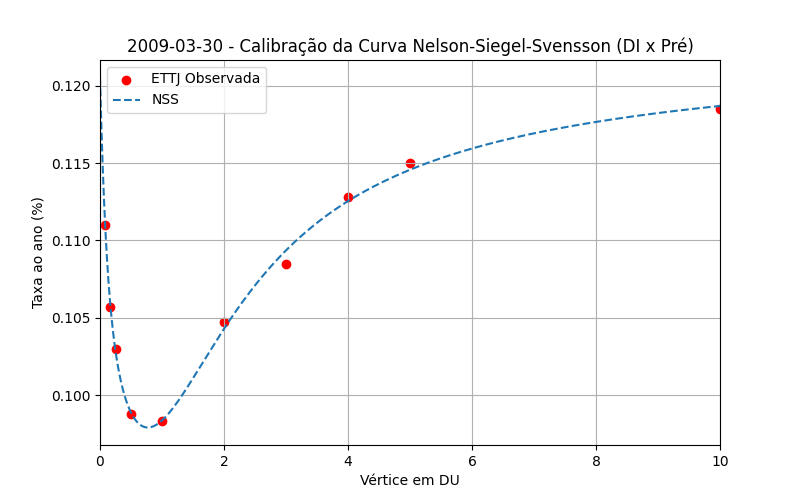 2009-03-30 - Calibração da Curva Nelson-Siegel-Svensson (DI x Pré)
ETTJ Observada
NSS
0.120
0.115
0.110
0.105
0.100
Taxa ao ano (%)
0 2 4 6 8 10
Vértice em DU